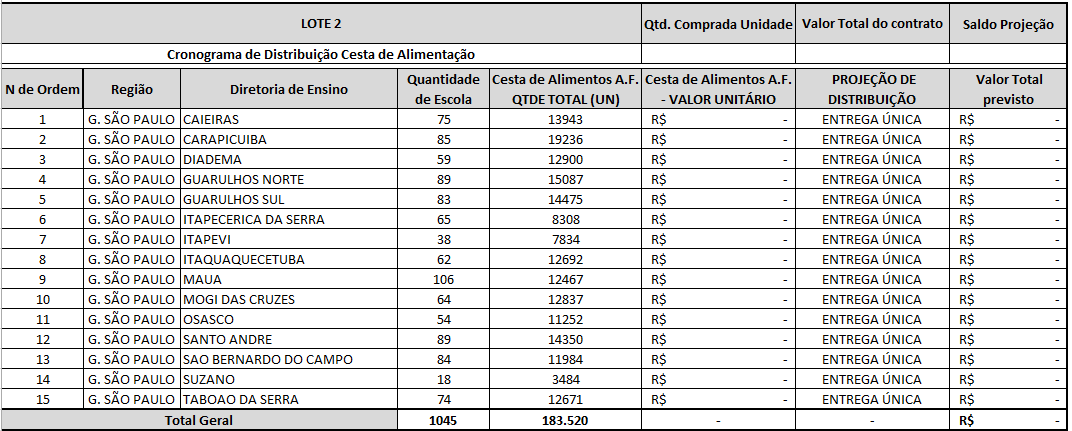 LOTE 2 Qtd. Comprada Unidade Valor Total do contrato Saldo Projeção
Cronograma de Distribuição Cesta de Alimentação
N de Ordem Região Diretoria de Ensino Quantidade de Escola Cesta de Alimentos A.F. QTDE TOTAL (UN) Cesta de Alimentos A.F. - VALOR UNITÁRIO PROJEÇÃO DE DISTRIBUIÇÃO Valor Total previsto
1 G. SÃO PAULO CAIEIRAS 75 13943 R$ - ENTREGA ÚNICA R$ -
2 G. SÃO PAULO CARAPICUIBA 85 19236 R$ - ENTREGA ÚNICA R$ -
3 G. SÃO PAULO DIADEMA 59 12900 R$ - ENTREGA ÚNICA R$ -
4 G. SÃO PAULO GUARULHOS NORTE 89 15087 R$ - ENTREGA ÚNICA R$ -
5 G. SÃO PAULO GUARULHOS SUL 83 14475 R$ - ENTREGA ÚNICA R$ -
6 G. SÃO PAULO ITAPECERICA DA SERRA 65 8308 R$ - ENTREGA ÚNICA R$ -
7 G. SÃO PAULO ITAPEVI 38 7834 R$ - ENTREGA ÚNICA R$ -
8 G. SÃO PAULO ITAQUAQUECETUBA 62 12692 R$ - ENTREGA ÚNICA R$ -
9 G. SÃO PAULO MAUA 106 12467 R$ - ENTREGA ÚNICA R$ -
10 G. SÃO PAULO MOGI DAS CRUZES 64 12837 R$ - ENTREGA ÚNICA R$ -
11 G. SÃO PAULO OSASCO 54 11252 R$ - ENTREGA ÚNICA R$ -
12 G. SÃO PAULO SANTO ANDRE 89 14350 R$ - ENTREGA ÚNICA R$ -
13 G. SÃO PAULO SAO BERNARDO DO CAMPO 84 11984 R$ - ENTREGA ÚNICA R$ -
14 G. SÃO PAULO SUZANO 18 3484 R$ - ENTREGA ÚNICA R$ -
15 G. SÃO PAULO TABOAO DA SERRA 74 12671 R$ - ENTREGA ÚNICA R$ -
Total Geral 1045 183.520 - - R$ -